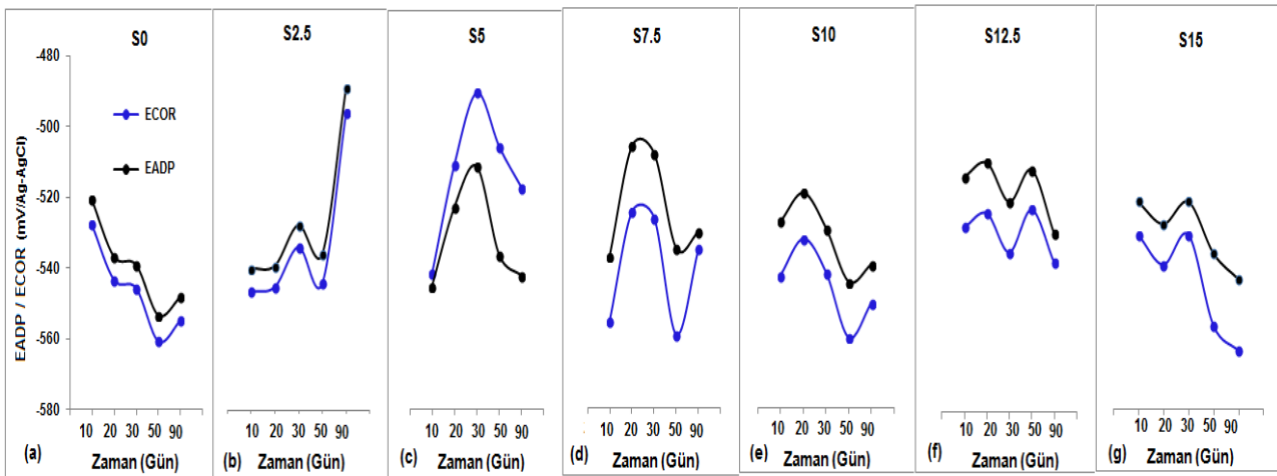 S0 S2.5 S5 S7.5 S10 S12.5 S15
-480
-500
-520
-540
-560
-580
EADP / ECOR (mV/Ag-AgCl)
ECOR
EADP
10 20 30 50 90 10 20 30 50 90 10 20 30 50 90 10 20 30 50 90 10 20 30 50 90 10 20 30 50 90 10 20 30 50 90
(a) Zaman (Gün) (b) Zaman (Gün) (c) Zaman (Gün) (d) Zaman (Gün) (e) Zaman (Gün) (f) Zaman (Gün) (g) Zaman (Gün)